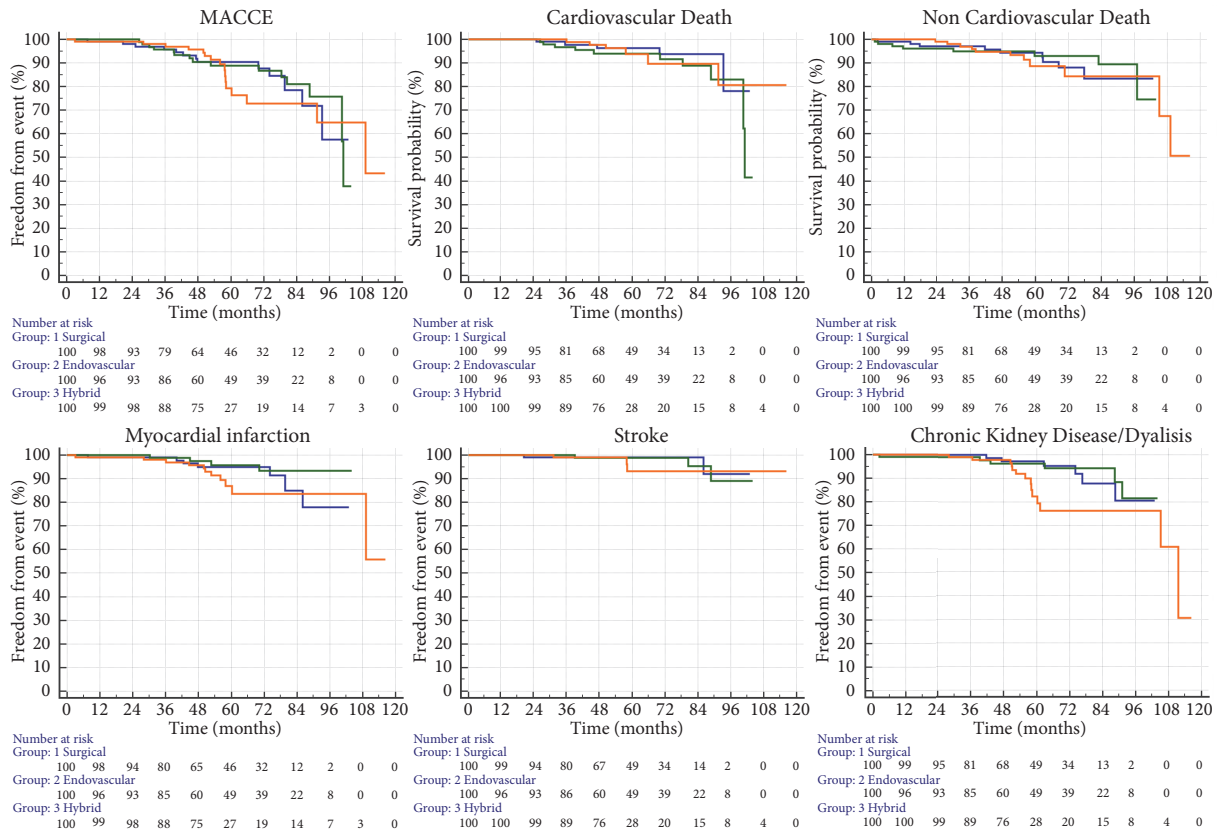 MACCE
Freedom from event (%)
100
90
80
70
60
50
40
30
20
10
0
0 12 24 36 48 60 72 84 96 108 120
Time (months)
Number at risk
Group: 1 Surgical
100 98 93 79 64 46 32 12 2 0 0
Group: 2 Endovascular
100 96 93 86 60 49 39 22 8 0 0
Group: 3 Hybrid
100 99 98 88 75 27 19 14 7 3 0
Cardiovascular Death
Survival probability (%)
100
90
80
70
60
50
40
30
20
10
0
0 12 24 36 48 60 72 84 96 108 120
Time (months)
Number at risk
Group: 1 Surgical
100 99 95 81 68 49 34 13 2 0 0
Group: 2 Endovascular
100 96 93 85 60 49 39 22 8 0 0
Group: 3 Hybrid
100 100 99 89 76 28 20 15 8 4 0
Non Cardiovascular Death
Survival probability (%)
100
90
80
70
60
50
40
30
20
10
0
0 12 24 36 48 60 72 84 96 108 120
Time (months)
Number at risk
Group: 1 Surgical
100 99 95 81 68 49 34 13 2 0 0
Group: 2 Endovascular
100 96 93 85 60 49 39 22 8 0 0
Group: 3 Hybrid
100 100 99 89 76 28 20 15 8 4 0
Myocardial infarction
Freedom from event (%)
100
90
80
70
60
50
40
30
20
10
0
0 12 24 36 48 60 72 84 96 108 120
Time (months)
Number at risk
Group: 1 Surgical
100 98 94 80 65 46 32 12 2 0 0
Group: 2 Endovascular
100 96 93 85 60 49 39 22 8 0 0
Group: 3 Hybrid
100 99 98 88 75 27 19 14 7 3 0
Stroke
Freedom from event (%)
100
90
80
70
60
50
40
30
20
10
0
0 12 24 36 48 60 72 84 96 108 120
Time (months)
Number at risk
Group: 1 Surgical
100 99 94 80 67 49 34 14 2 0 0
Group: 2 Endovascular
100 96 93 86 60 49 39 22 8 0 0
Group: 3 Hybrid
100 100 99 89 76 28 20 15 8 4 0
Chronic Kidney Disease/Dyalisis
Freedom from event (%)
100
90
80
70
60
50
40
30
20
10
0
0 12 24 36 48 60 72 84 96 108 120
Time (months)
Number at risk
Group: 1 Surgical
100 99 95 81 68 49 34 13 2 0 0
Group: 2 Endovascular
100 96 93 85 60 49 39 22 8 0 0
Group: 3 Hybrid
100 100 99 89 76 28 20 15 8 4 0